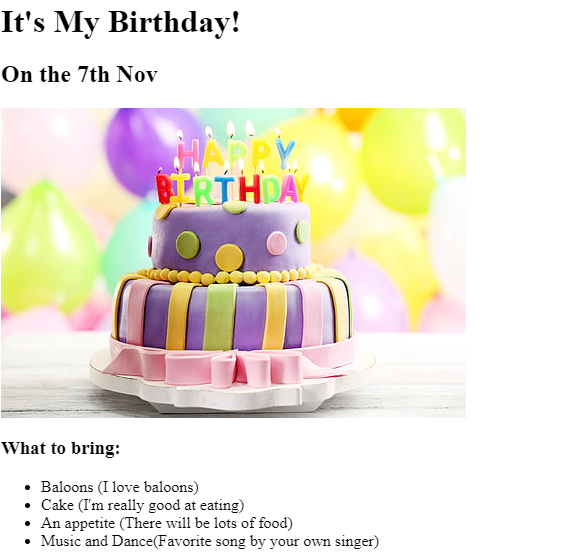 It's My Birthday!
On the 7th Nov
HAPPY
BIRTHDAY
What to bring:
Baloons (I love baloons)
Cake (I'm really good at eating)
An appetite (There will be lots of food)
Music and Dance(Favorite song by your own singer)